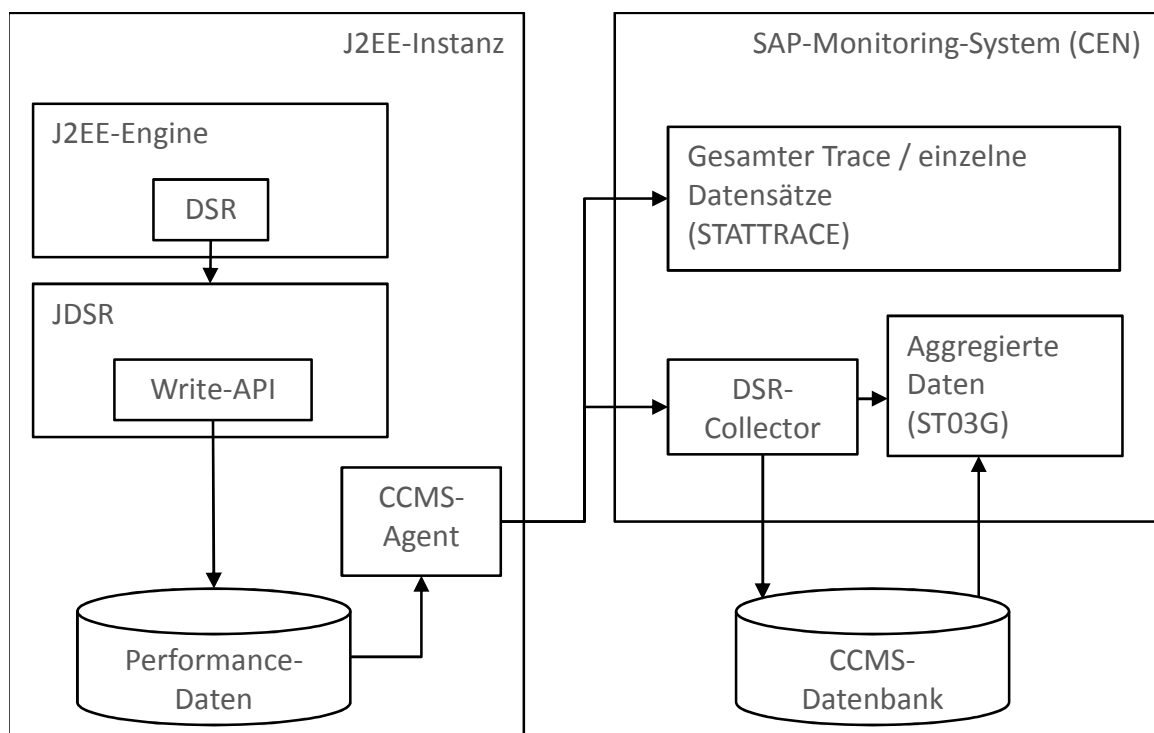 J2EE-Instanz
J2EE-Engine
DSR
JDSR
Write-API
CCMS-
Agent
Performance-
Daten
SAP-Monitoring-System (CEN)
Gesamter Trace / einzelne
Datensätze
(STATTRACE)
DSR-
Collector
Aggregierte
Daten
(ST03G)
CCMS-
Datenbank